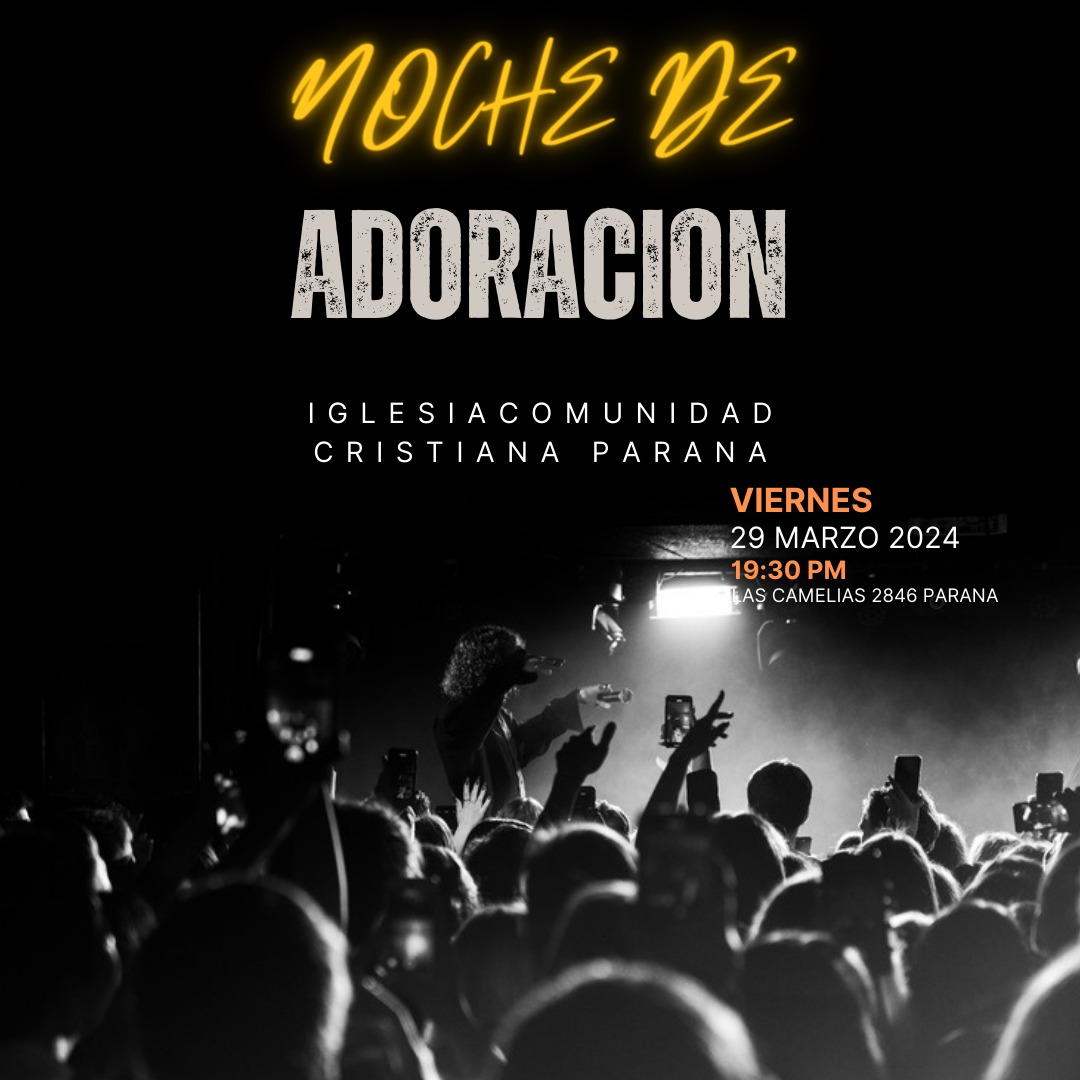 NOCHE DE
ADORACION
IGLESIACOMUNIDAD
CRISTIANA PARANA
VIERNES
29 MARZO 2024
19:30 PM
LAS CAMELIAS 2846 PARANA